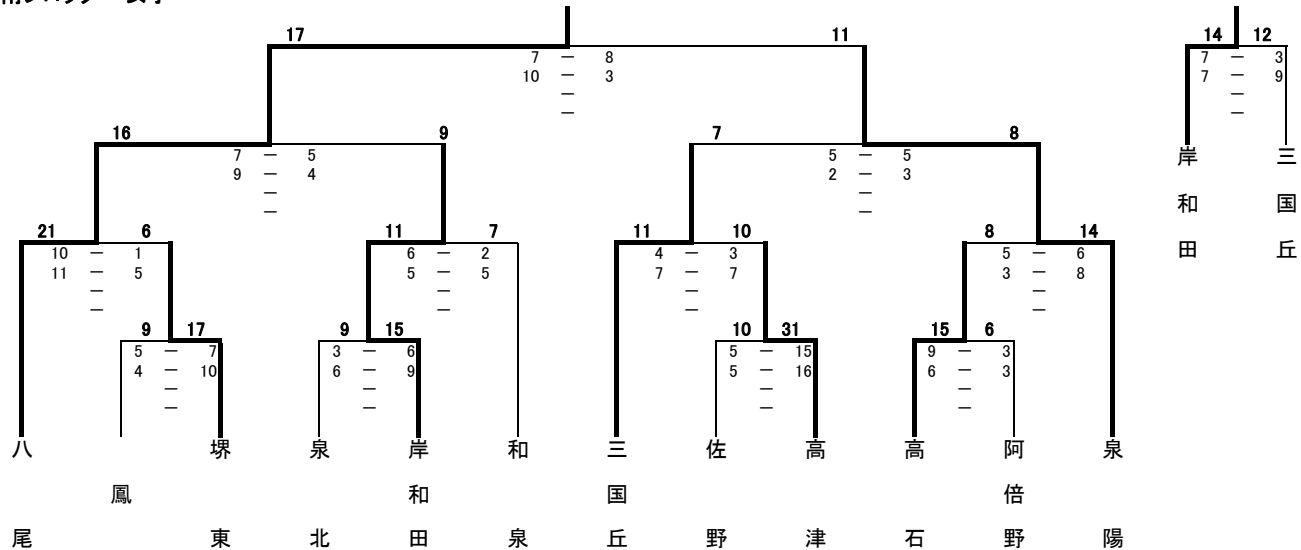 17 11 14 12
7 － 8 7 － 3
10 － 3 7 － 9
－ －
－ －
16 9 7 8
7 － 5 5 － 5
9 － 4 2 － 3
－ －
－ －
岸和田 三国丘
21 6 11 7 11 10 8 14
10 － 1 6 － 2 4 － 3 5 － 6
11 － 5 5 － 5 7 － 7 3 － 8
－ － － －
－ － － －
9 17 9 15 10 31 15 6
5 － 7 3 － 6 5 － 15 9 － 3
4 － 10 6 － 9 5 － 16 6 － 3
－ － － －
－ － － －
八尾 鳳 堺東 泉北 岸和田 和泉 三国丘 佐野 高津 高石 阿倍野 泉陽